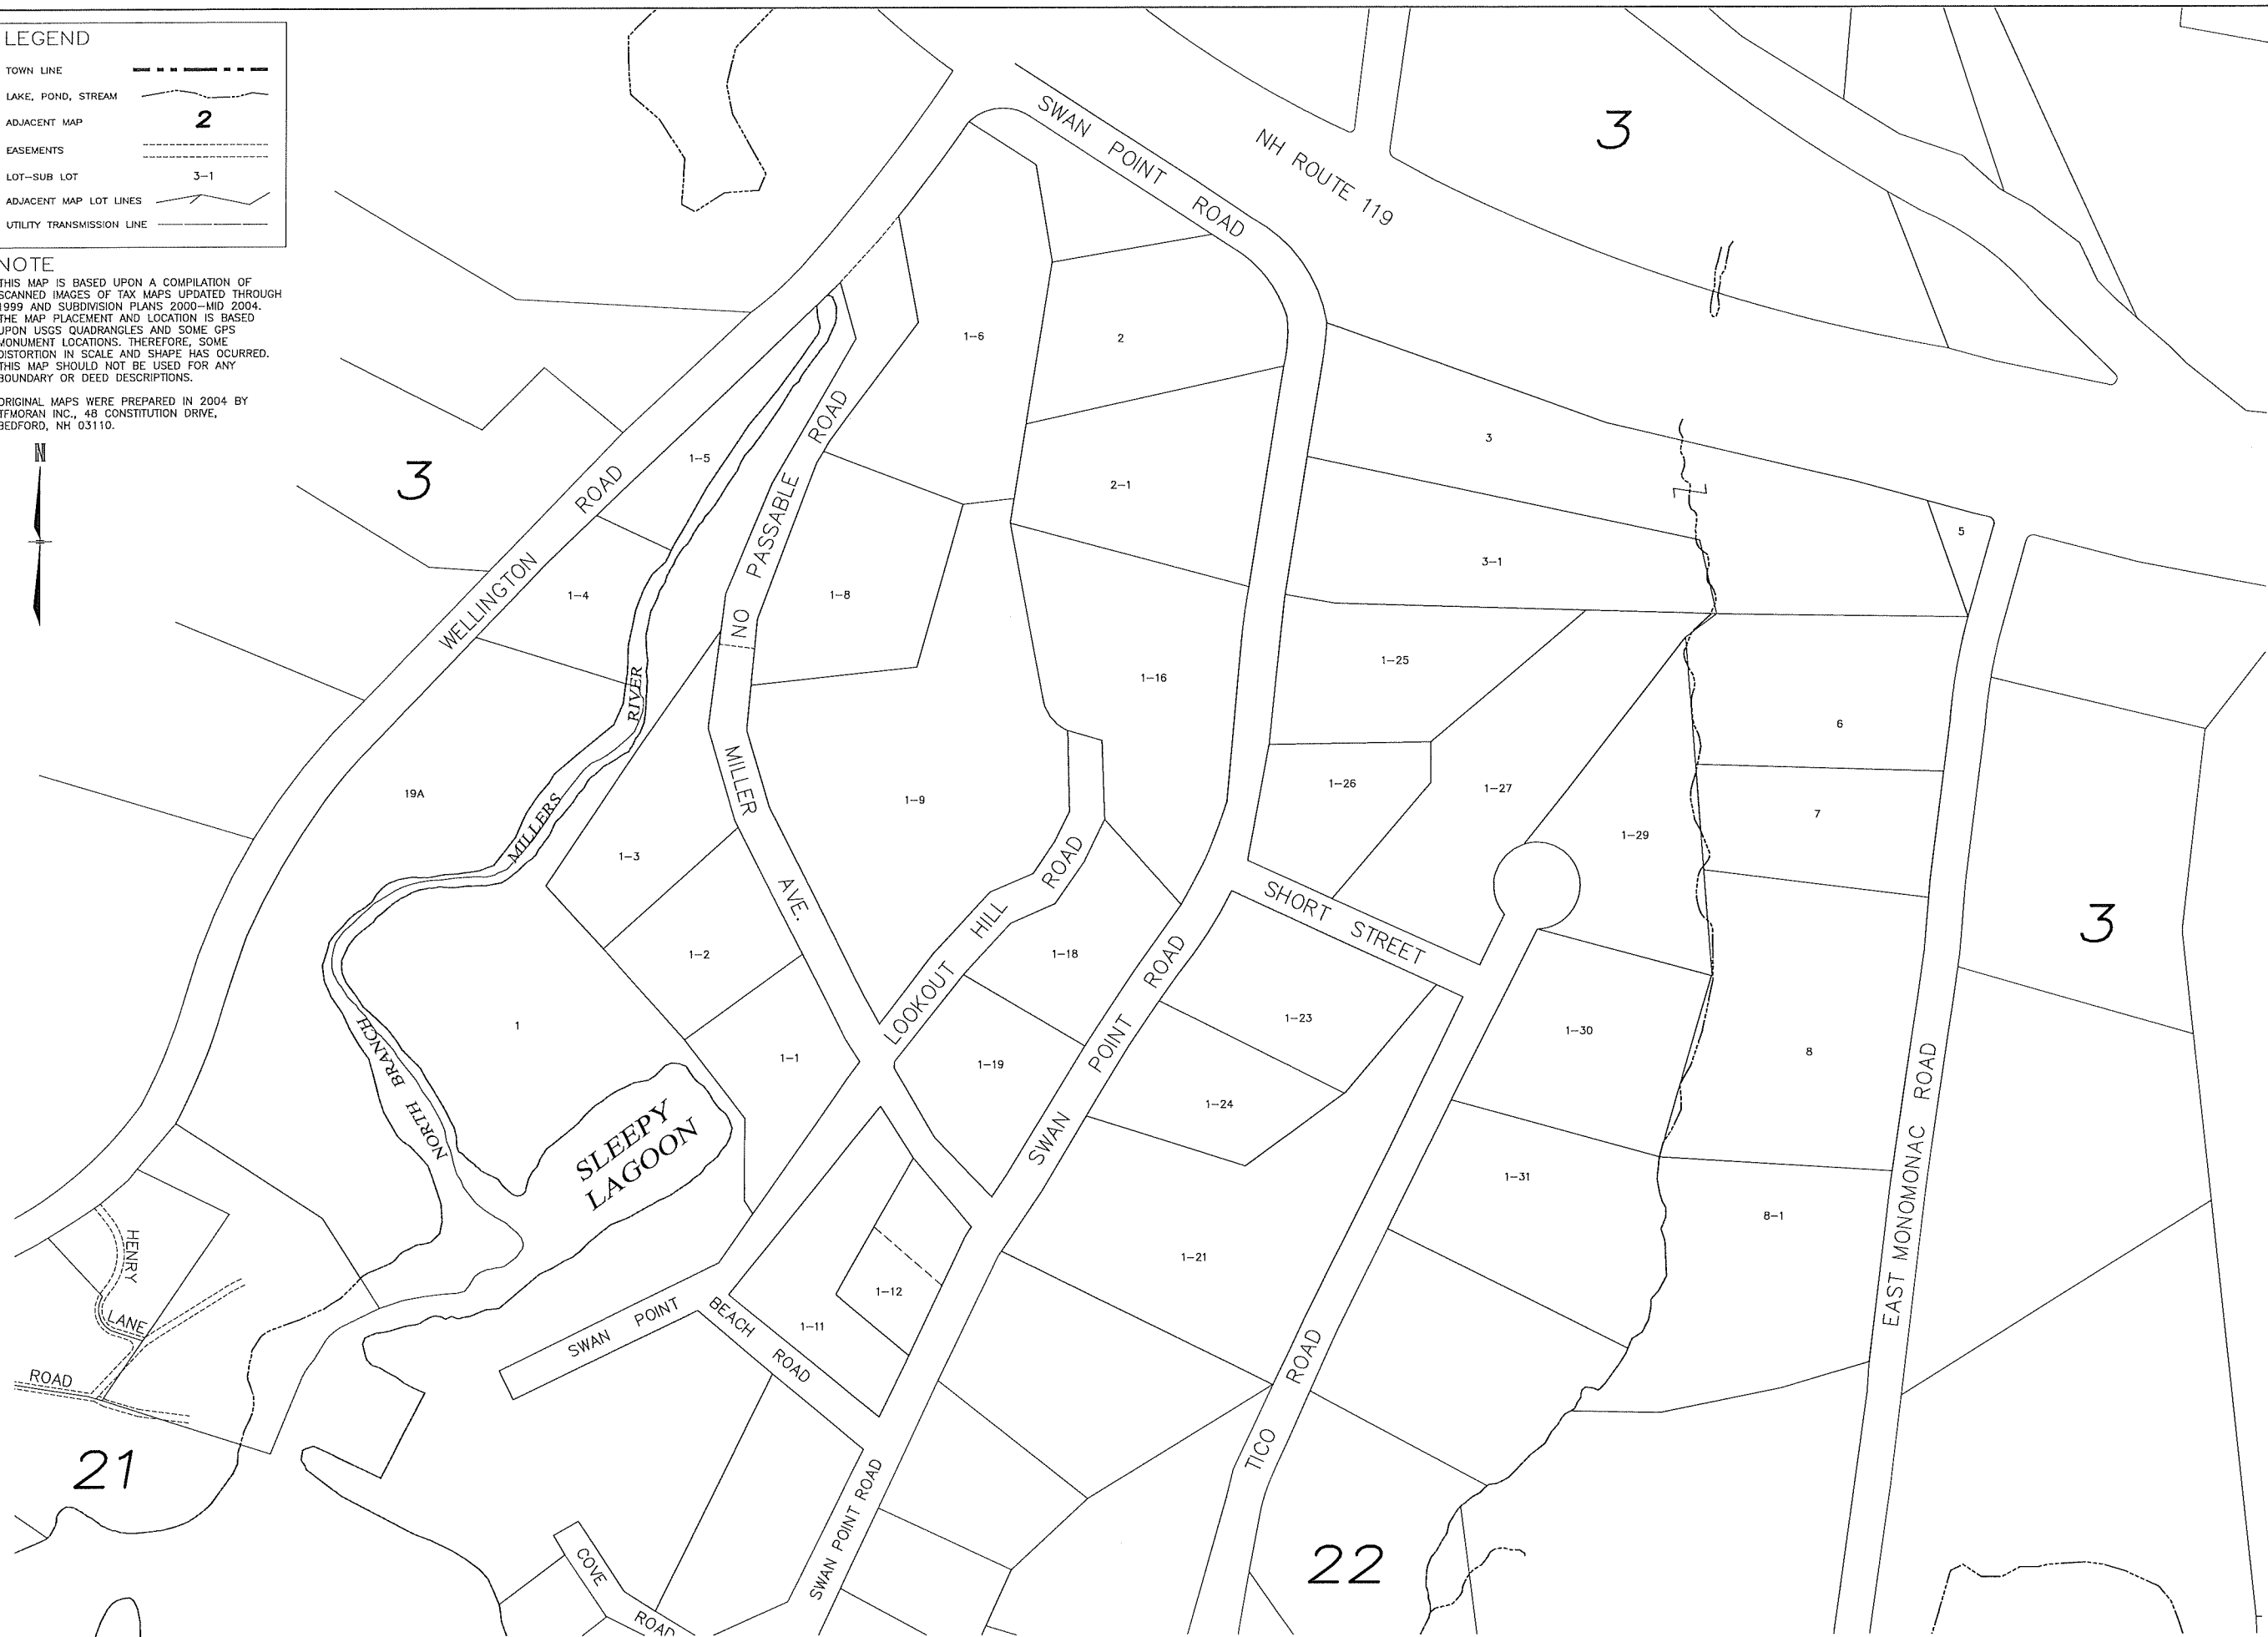 LEGEND
TOWN LINE
LAKE, POND, STREAM
ADJACENT MAP 2
EASEMENTS
LOT-SUB LOT 3-1
ADJACENT MAP LOT LINES
UTILITY TRANSMISSION LINE
NOTE
THIS MAP IS BASED UPON A COMPILATION OF
SCANNED IMAGES OF TAX MAPS UPDATED THROUGH
1999 AND SUBDIVISION PLANS 2000-MID 2004.
THE MAP PLACEMENT AND LOCATION IS BASED
UPON USGS QUADRANGLES AND SOME GPS
MONUMENT LOCATIONS. THEREFORE, SOME
DISTORTION IN SCALE AND SHAPE HAS OCURRED.
THIS MAP SHOULD NOT BE USED FOR ANY
BOUNDARY OR DEED DESCRIPTIONS.
ORIGINAL MAPS WERE PREPARED IN 2004 BY
TFMORAN INC., 48 CONSTITUTION DRIVE,
BEDFORD, NH 03110.
N
SWAN POINT ROAD
NH ROUTE 119
3
3
WELLINGTON ROAD
NO PASSABLE ROAD
1-6
2
1-5
2-1
3
5
3-1
1-4
1-8
1-25
1-16
6
MILLERS RIVER
19A
MILLER AVE.
1-9
1-26
1-27
7
1-29
1-3
LOOKOUT HILL ROAD
SHORT STREET
3
1-2
1-18
SWAN POINT ROAD
1-23
1
1-30
NORTH BRANCH
1-1
1-19
8
1-24
SLEEPY
LAGOON
1-31
8-1
EAST MONOMONAC ROAD
HENRY
LANE
1-21
1-12
1-11
SWAN POINT
BEACH ROAD
TICO ROAD
ROAD
21
SWAN POINT ROAD
22
COVE
ROAD